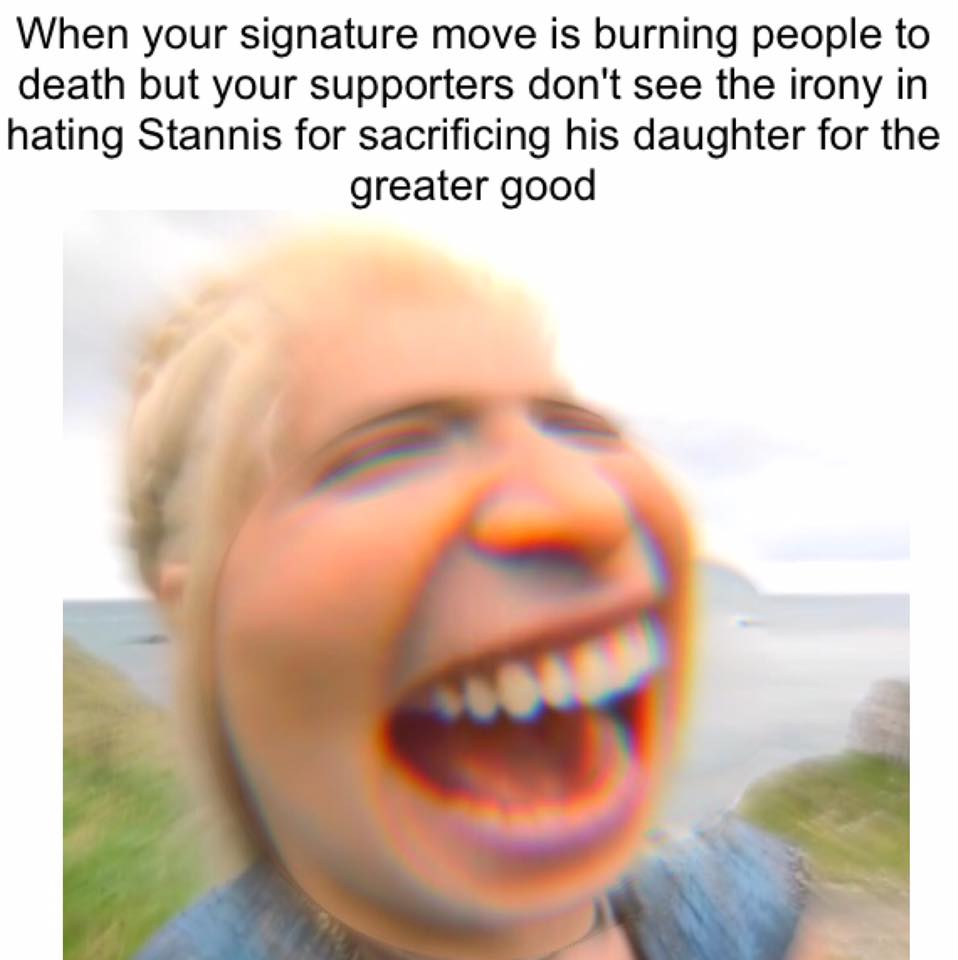 When your signature move is burning people to
death but your supporters don't see the irony in
hating Stannis for sacrificing his daughter for the
greater good